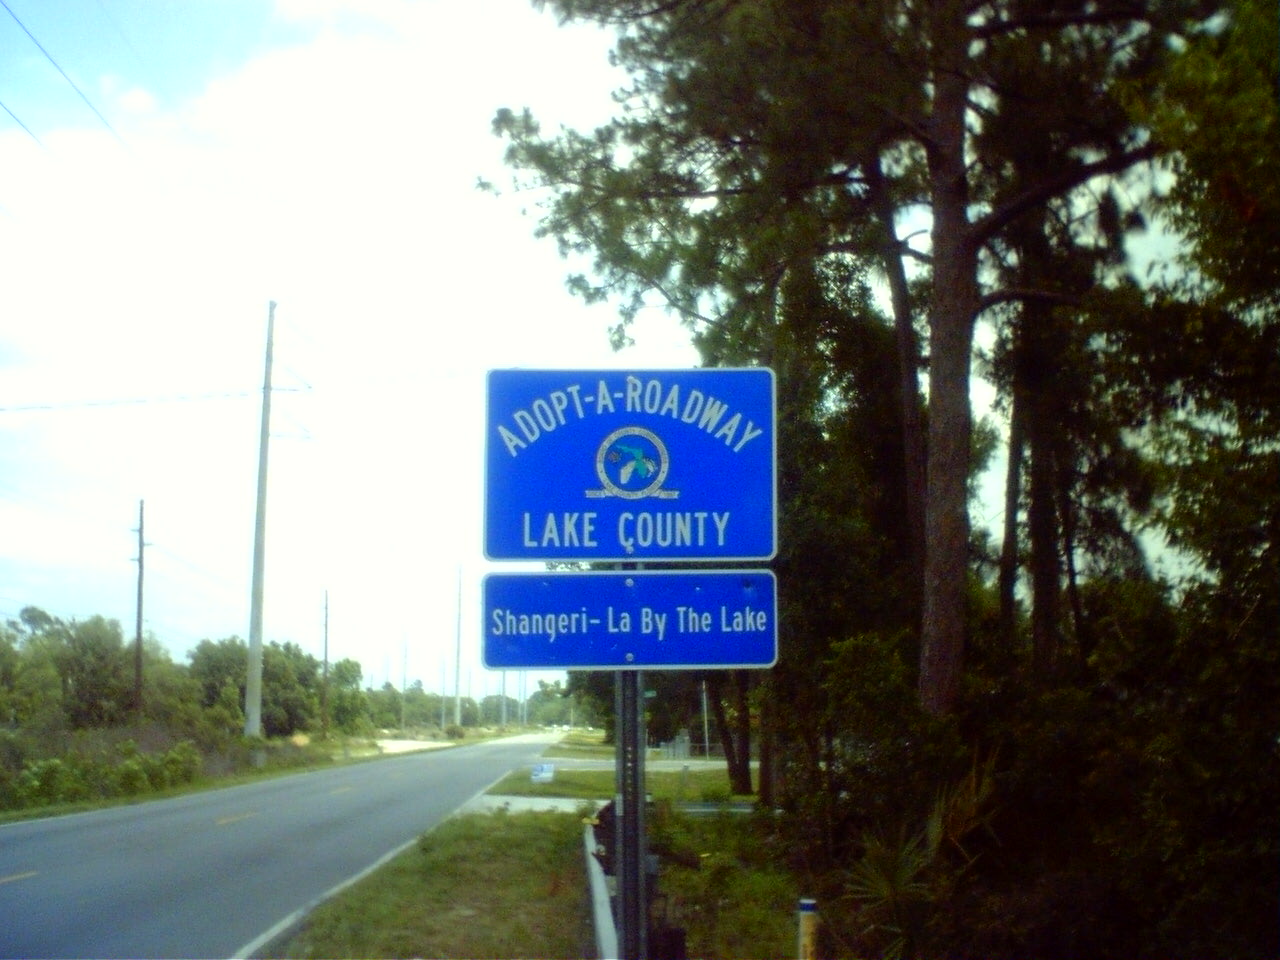 ADOPT-A-ROADWAY
LAKE COUNTY
Shangeri-La By The Lake